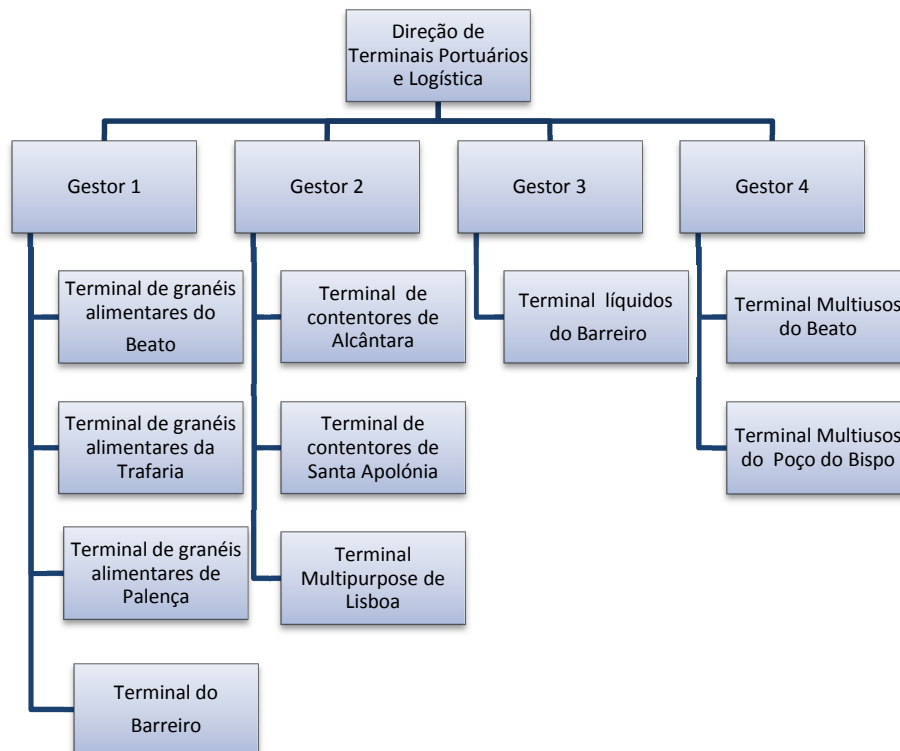 Direção de
Terminais Portuários
e Logística
Gestor 1
Gestor 2
Gestor 3
Gestor 4
Terminal de granéis
alimentares do
Beato
Terminal de granéis
alimentares da
Trafaria
Terminal de granéis
alimentares de
Palença
Terminal do
Barreiro
Terminal de
contentores de
Alcântara
Terminal de
contentores de
Santa Apolónia
Terminal
Multipurpose de
Lisboa
Terminal líquidos
do Barreiro
Terminal Multiusos
do Beato
Terminal Multiusos
do Poço do Bispo